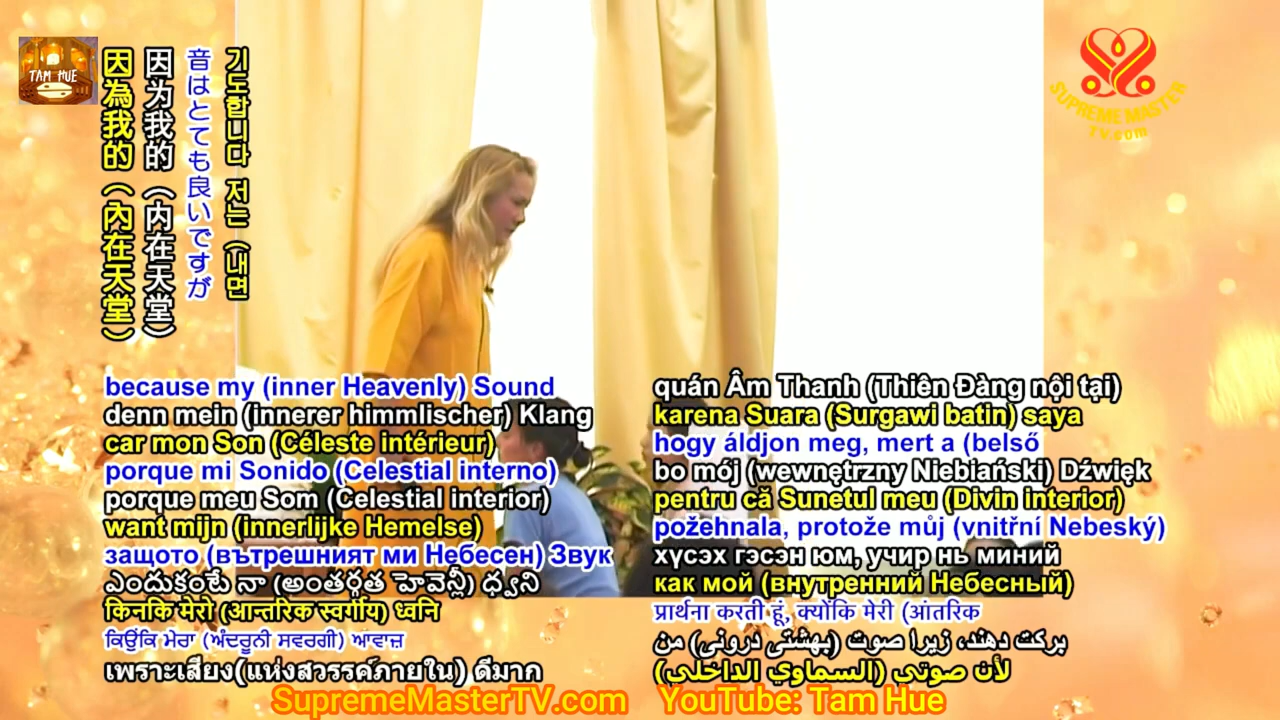 TAM HUE
因為我的（內在天堂）
因为我的（内在天堂）
音はとても良いですが
기도합니다 저는 (내면
SUPREME MASTER
TV.com
because my (inner Heavenly) Sound
denn mein (innerer himmlischer) Klang
car mon Son (Céleste intérieur)
porque mi Sonido (Celestial interno)
porque meu Som (Celestial interior)
want mijn (innerlijke Hemelse)
защото (вътрешният ми Небесен) Звук
ఎందుకంటే నా (అంతర్గత హెవెన్లీ) ధ్వని
किनकि मेरो (आन्तरिक स्वर्गीय) ध्वनि
ਕਿਉਂਕਿ ਮੇਰਾ (ਅੰਦਰੂਨੀ ਸਵਰਗੀ) ਆਵਾਜ਼
เพราะเสียง(แห่งสวรรค์ภายใน) ดีมาก
quán Âm Thanh (Thiên Đàng nội tại)
karena Suara (Surgawi batin) saya
hogy áldjon meg, mert a (belső
bo mój (wewnętrzny Niebiański) Dźwięk
pentru că Sunetul meu (Divin interior)
požehnala, protože můj (vnitřní Nebeský)
хүсэх гэсэн юм, учир нь миний
как мой (внутренний Небесный)
प्रार्थना करती हूं, क्योंकि मेरी (आंतरिक
برکت دهند، زیرا صوت (بهشتی درونی) من
لأن صوتي (السماوي الداخلي)
SupremeMasterTV.com
YouTube: Tam Hue